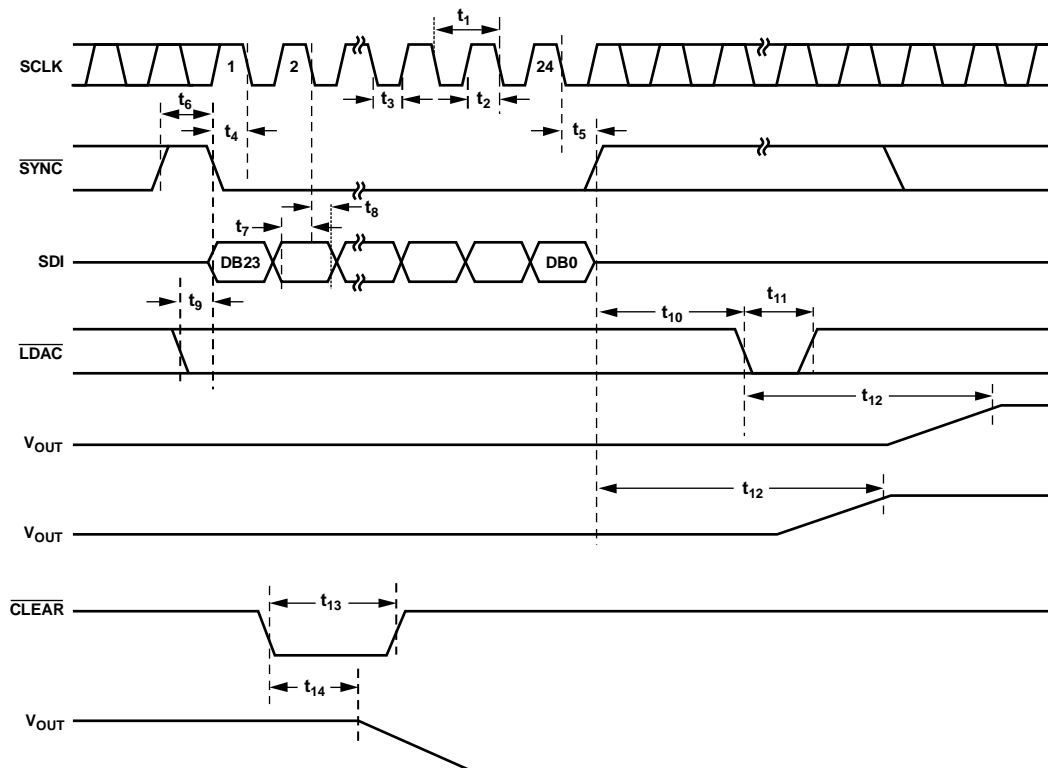 t1
SCLK
1
2
24
t3
t2
t6
t4
t5
SYNC
t7
t8
SDI
DB23
DB0
t9
t10
t11
LDAC
t12
VOUT
t12
VOUT
CLEAR
t13
t14
VOUT